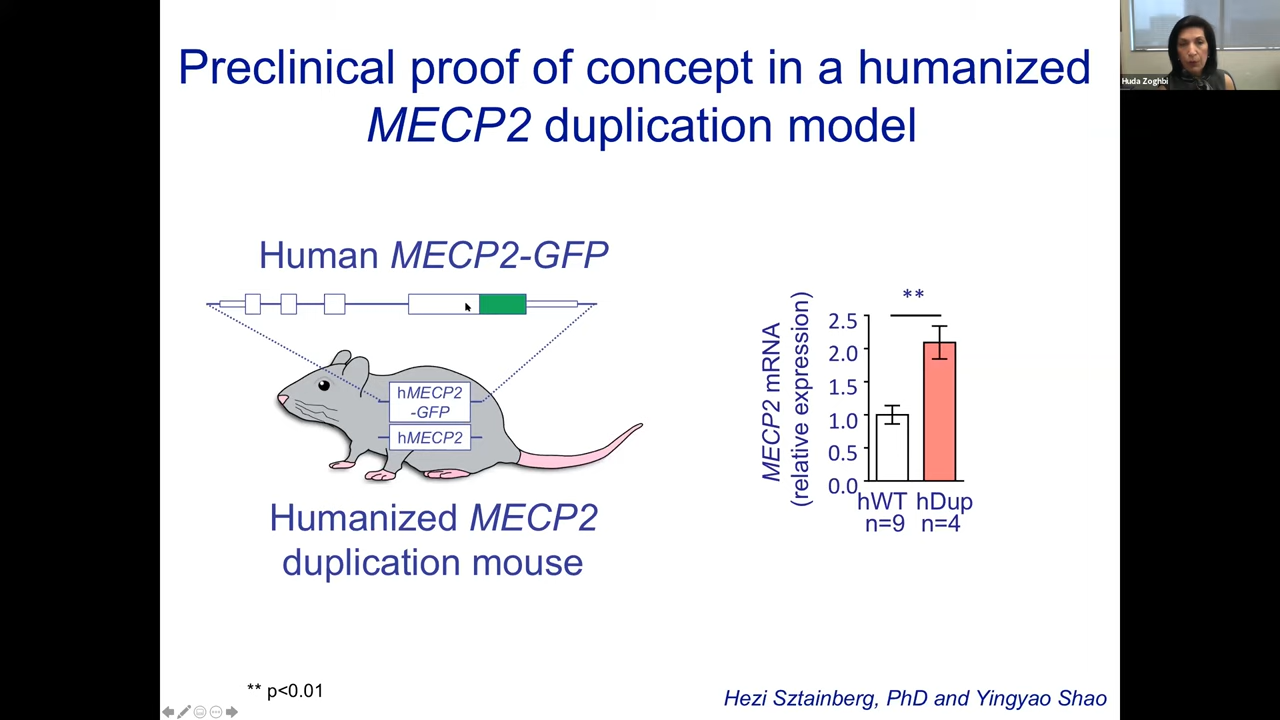 Preclinical proof of concept in a humanized
MECP2 duplication model
Huda Zoghbi
Human MECP2-GFP
hMECP2
-GFP
hMECP2
Humanized MECP2
duplication mouse
MECP2 mRNA
(relative expression)
**
2.5
2.0
1.5
1.0
0.5
0.0
hWT hDup
n=9 n=4
** p<0.01
Hezi Sztainberg, PhD and Yingyao Shao